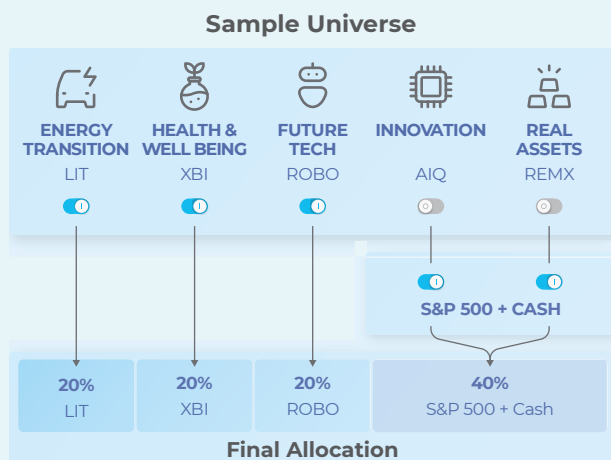 Sample Universe
ENERGY
TRANSITION
LIT
HEALTH &
WELL BEING
XBI
FUTURE
TECH
ROBO
INNOVATION
AIQ
REAL
ASSETS
REMX
S&P 500 + CASH
20%
LIT
20%
XBI
20%
ROBO
40%
S&P 500 + Cash
Final Allocation